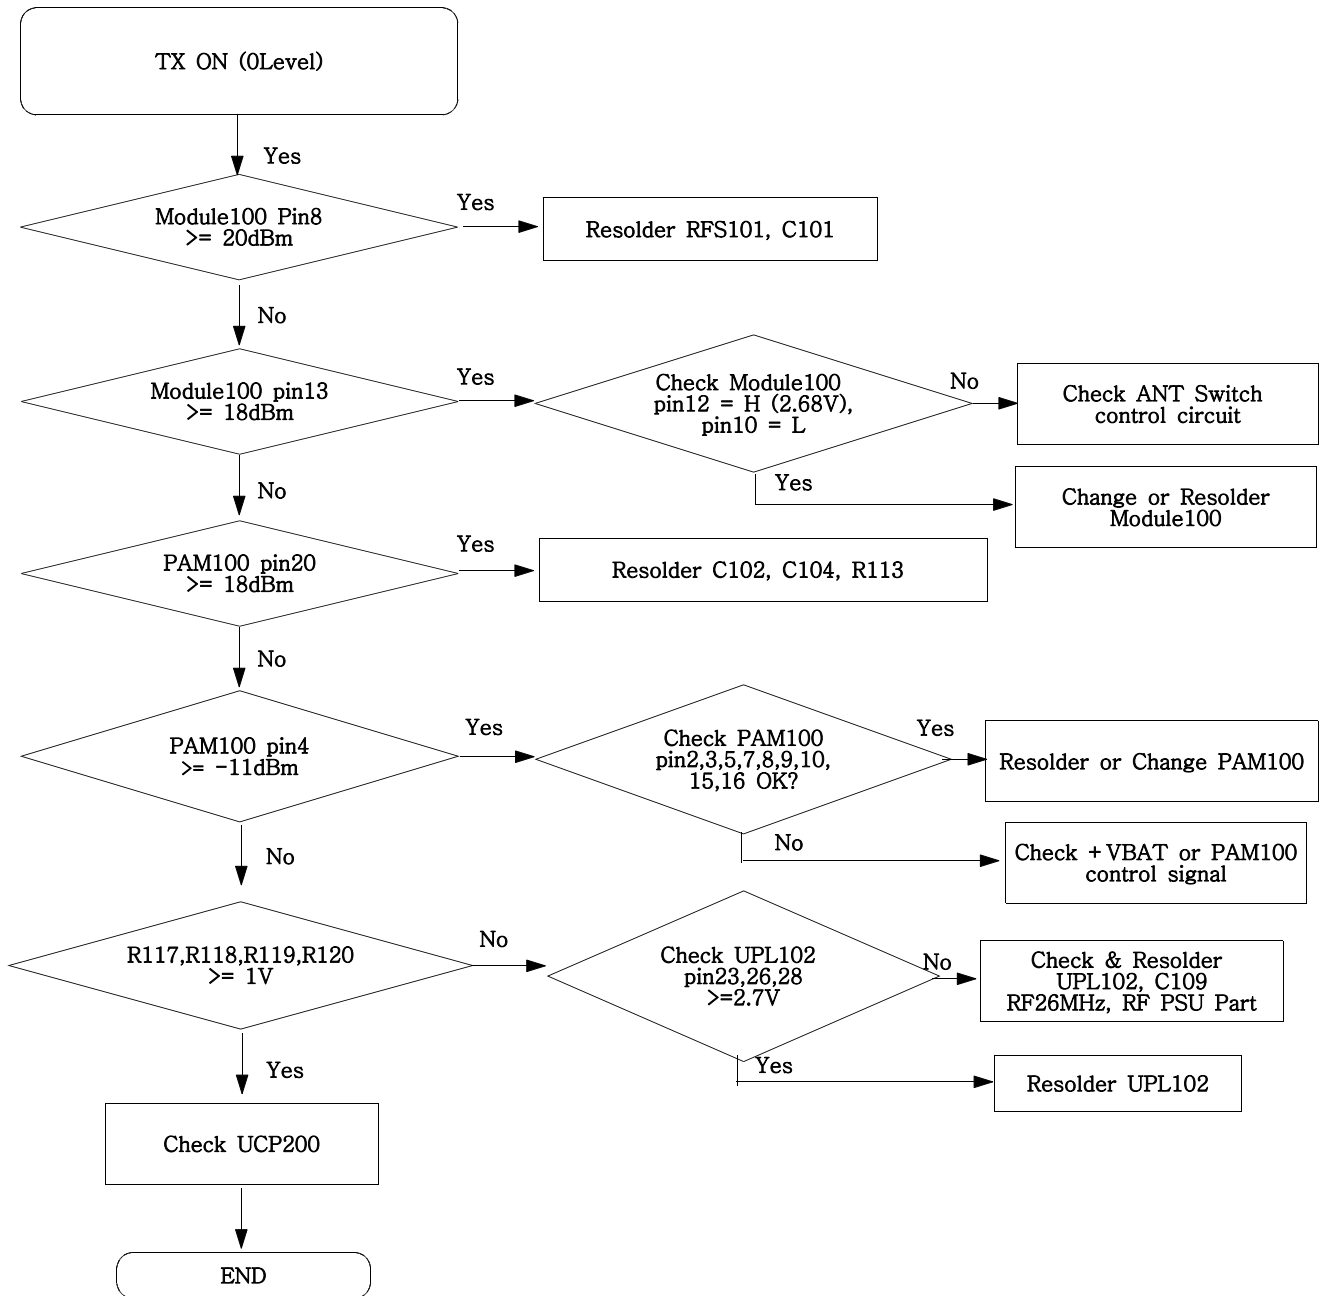 TX ON (0Level)
Yes
Module100 Pin8
>= 20dBm
Yes
Resolder RFS101, C101
No
Module100 pin13
>= 18dBm
Yes
Check Module100
pin12 = H (2.68V),
pin10 = L
No
Check ANT Switch
control circuit
Yes
Change or Resolder
Module100
No
PAM100 pin20
>= 18dBm
Yes
Resolder C102, C104, R113
No
PAM100 pin4
>= -11dBm
Yes
Check PAM100
pin2,3,5,7,8,9,10,
15,16 OK?
Yes
Resolder or Change PAM100
No
Check +VBAT or PAM100
control signal
No
R117,R118,R119,R120
>= 1V
No
Check UPL102
pin23,26,28
>=2.7V
No
Check & Resolder
UPL102, C109
RF26MHz, RF PSU Part
Yes
Resolder UPL102
Yes
Check UCP200
END